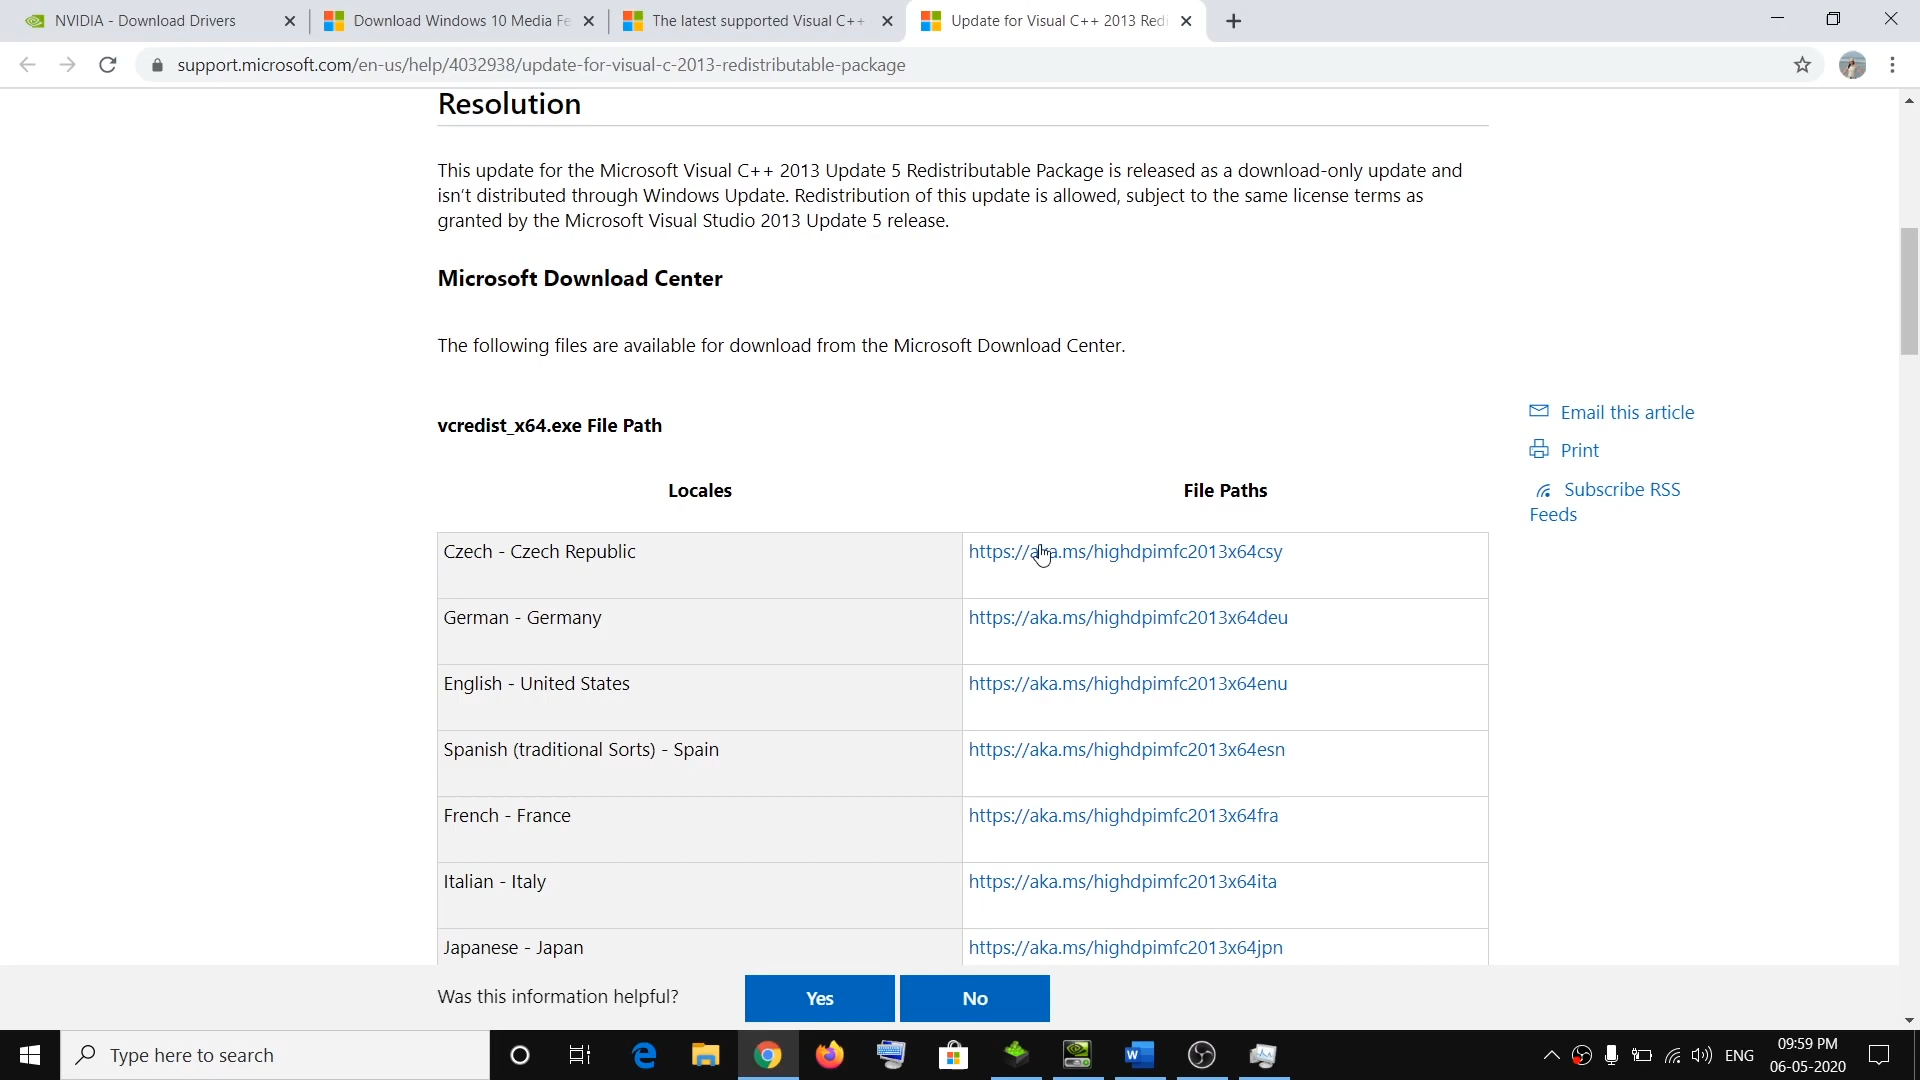 NVIDIA - Download Drivers
Download Windows 10 Media Fe
The latest supported Visual C++
Update for Visual C++ 2013 Redi
support.microsoft.com/en-us/help/4032938/update-for-visual-c-2013-redistributable-package
Resolution
This update for the Microsoft Visual C++ 2013 Update 5 Redistributable Package is released as a download-only update and
isn't distributed through Windows Update. Redistribution of this update is allowed, subject to the same license terms as
granted by the Microsoft Visual Studio 2013 Update 5 release.
Microsoft Download Center
The following files are available for download from the Microsoft Download Center.
vcredist_x64.exe File Path
Locales
File Paths
Czech - Czech Republic
https://aka.ms/highdpimfc2013x64csy
German - Germany
https://aka.ms/highdpimfc2013x64deu
English - United States
https://aka.ms/highdpimfc2013x64enu
Spanish (traditional Sorts) - Spain
https://aka.ms/highdpimfc2013x64esn
French - France
https://aka.ms/highdpimfc2013x64fra
Italian - Italy
https://aka.ms/highdpimfc2013x64ita
Japanese - Japan
https://aka.ms/highdpimfc2013x64jpn
Email this article
Print
Subscribe RSS
Feeds
Was this information helpful?
Yes
No
Type here to search
ENG
09:59 PM
06-05-2020